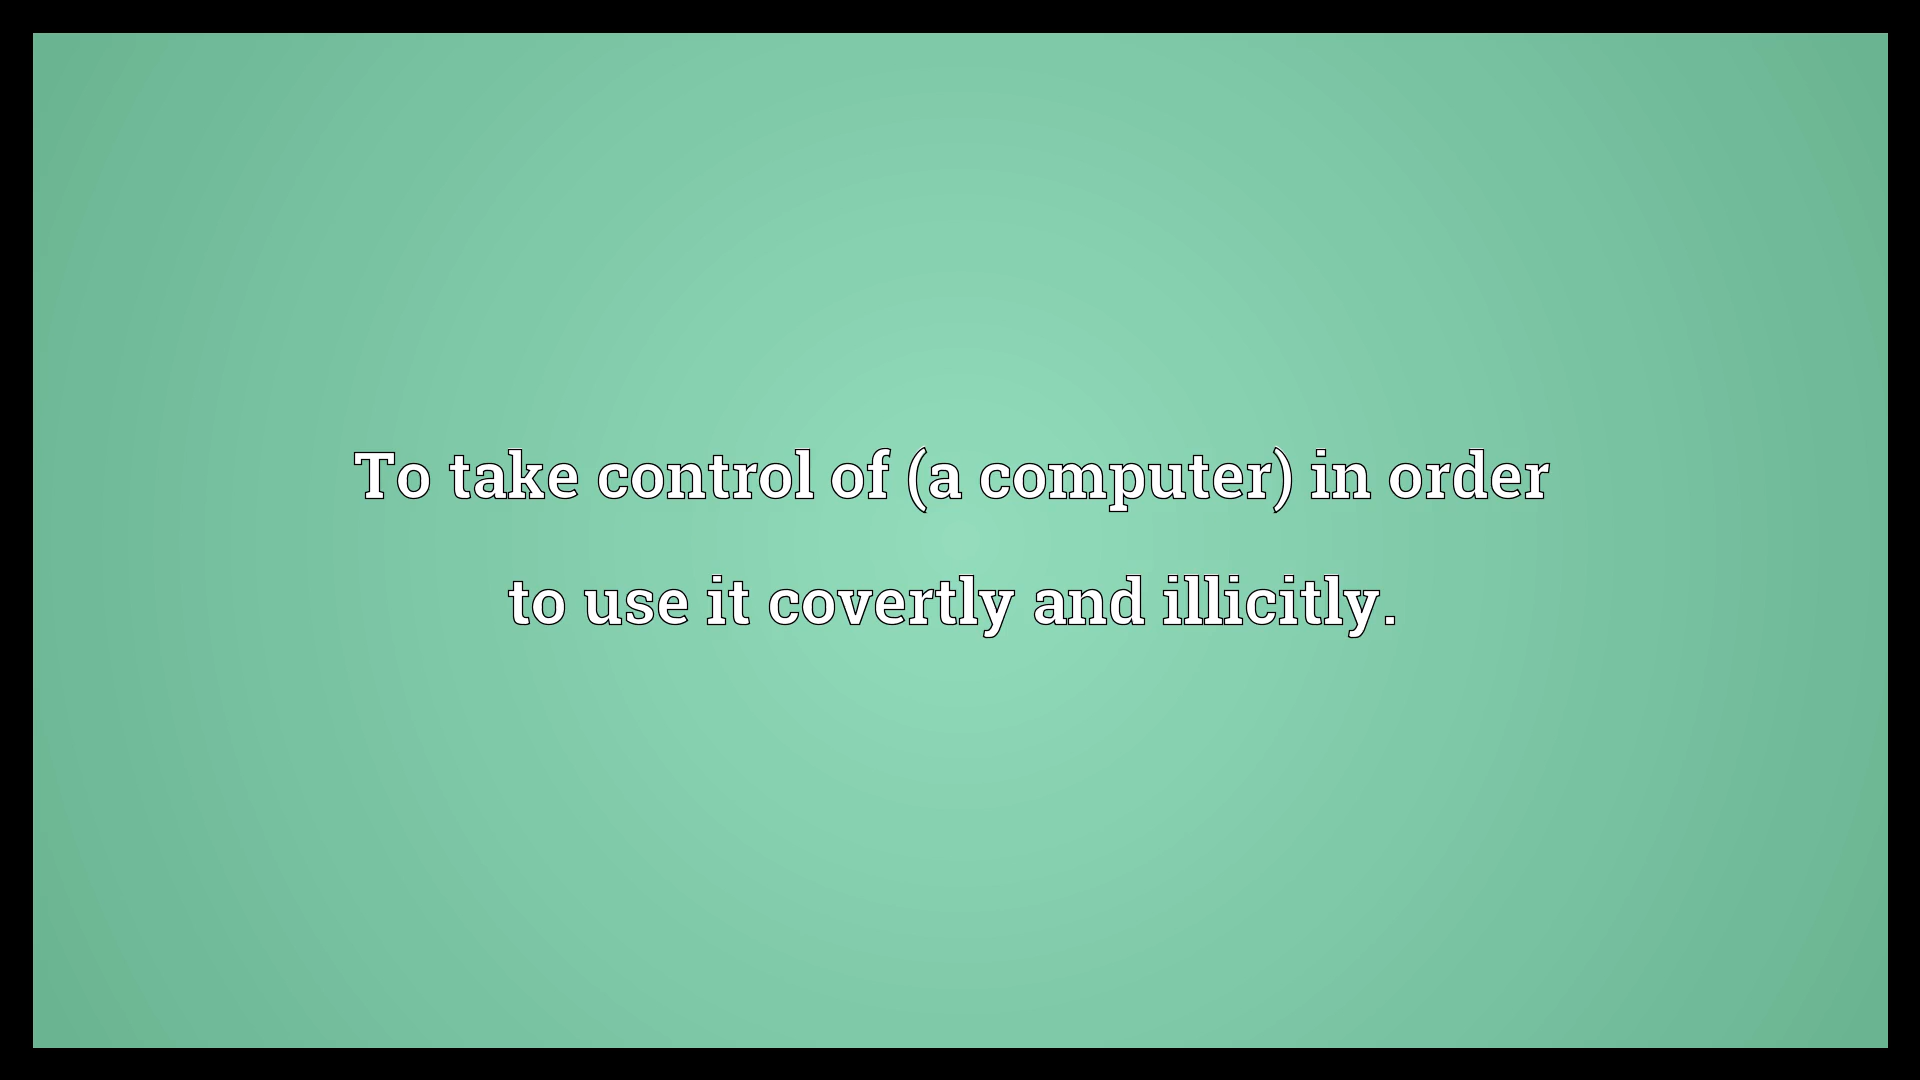 To take control of (a computer) in order
to use it covertly and illicitly.